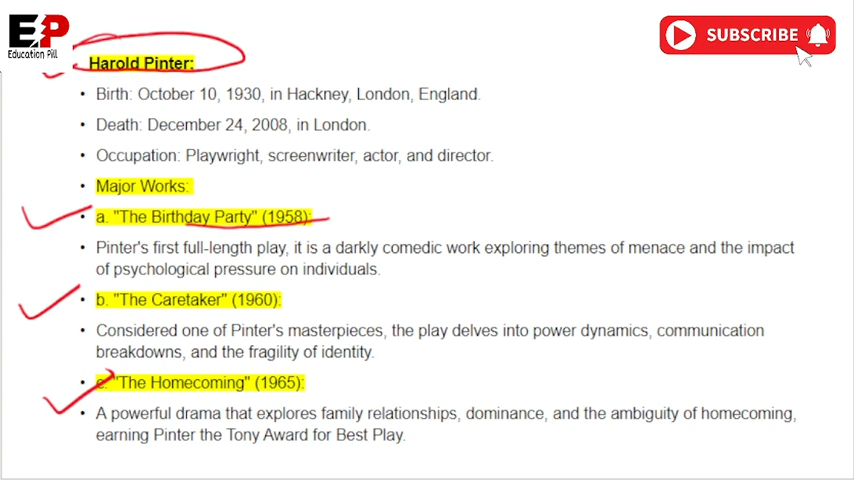 EP
Education Pill
SUBSCRIBE
Harold Pinter:
• Birth: October 10, 1930, in Hackney, London, England.
• Death: December 24, 2008, in London.
• Occupation: Playwright, screenwriter, actor, and director.
• Major Works:
• a. "The Birthday Party" (1958):
• Pinter's first full-length play, it is a darkly comedic work exploring themes of menace and the impact
of psychological pressure on individuals.
• b. "The Caretaker" (1960):
• Considered one of Pinter's masterpieces, the play delves into power dynamics, communication
breakdowns, and the fragility of identity.
• c. "The Homecoming" (1965):
• A powerful drama that explores family relationships, dominance, and the ambiguity of homecoming,
earning Pinter the Tony Award for Best Play.